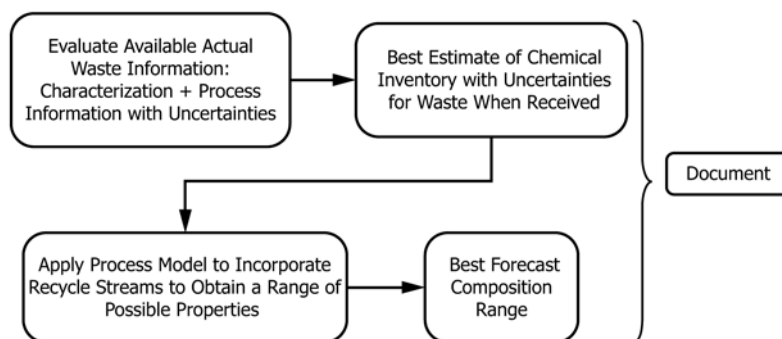 Evaluate Available Actual
Waste Information:
Characterization + Process
Information with Uncertainties
Best Estimate of Chemical
Inventory with Uncertainties
for Waste When Received
Document
Apply Process Model to Incorporate
Recycle Streams to Obtain a Range of
Possible Properties
Best Forecast
Composition
Range